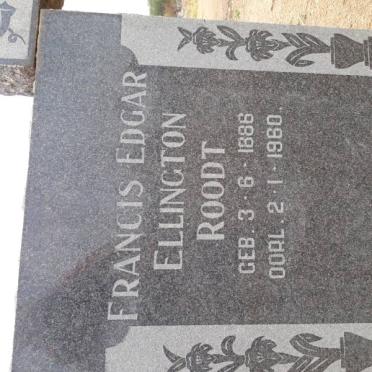 FRANCIS EDGAR
ELLINGTON
ROODT
GEB. 3 · 6 · 1886
OORL. 2 · 1 · 1960.